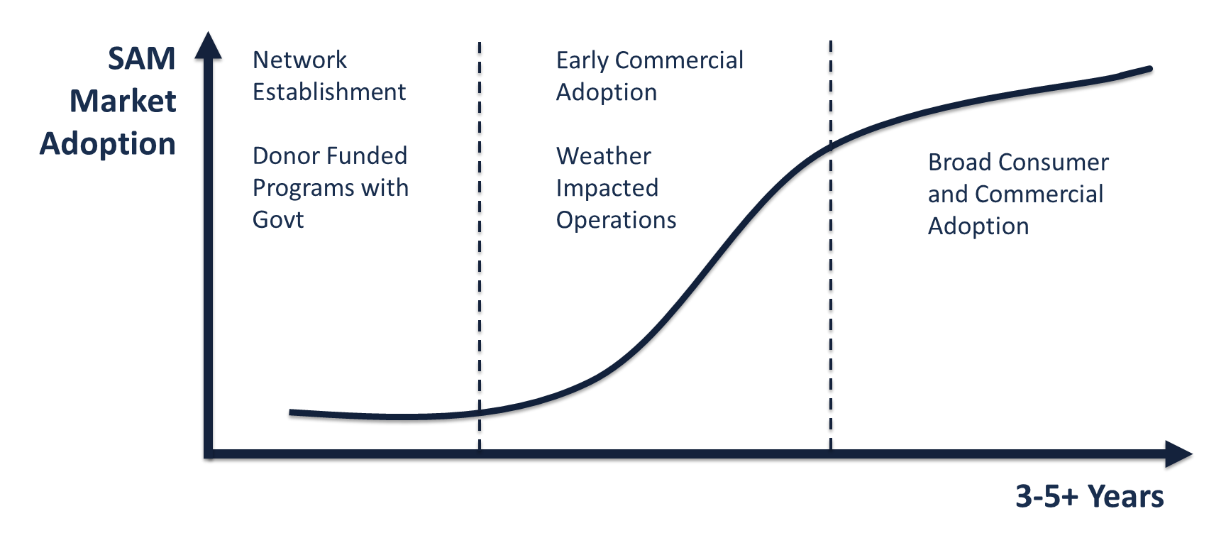 SAM
Market
Adoption
Network
Establishment
Donor Funded
Programs with
Govt
Early Commercial
Adoption
Weather
Impacted
Operations
Broad Consumer
and Commercial
Adoption
3-5+ Years